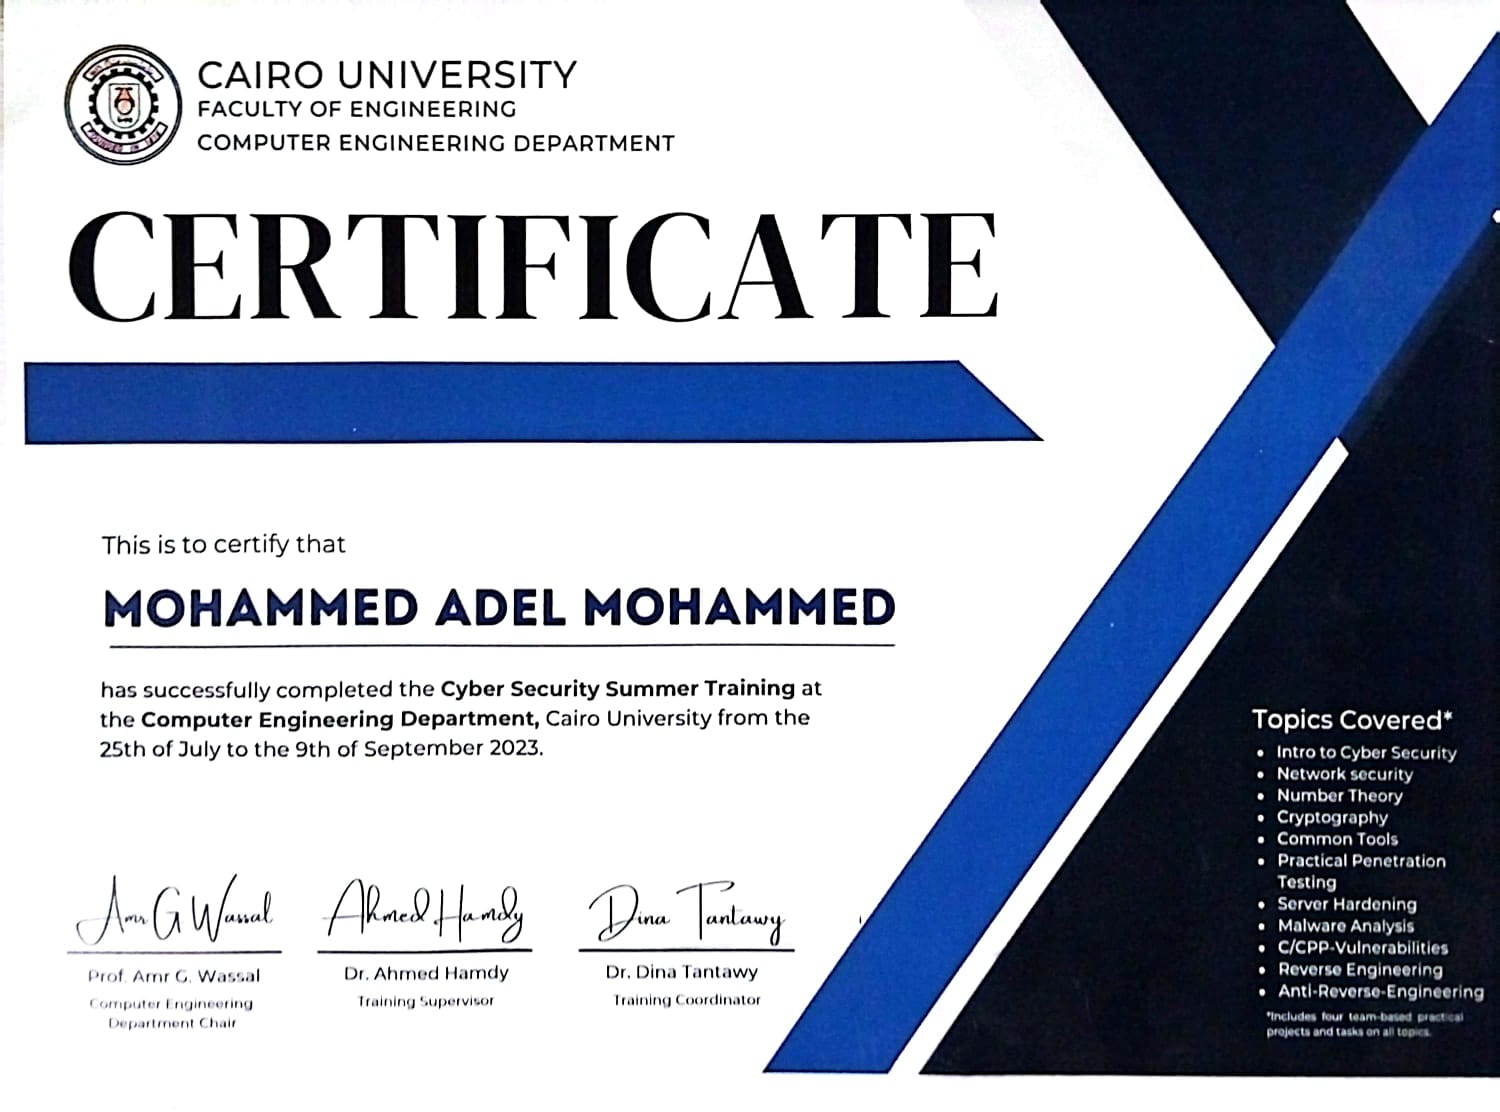 CAIRO UNIVERSITY
FACULTY OF ENGINEERING
COMPUTER ENGINEERING DEPARTMENT
CERTIFICATE
This is to certify that
MOHAMMED ADEL MOHAMMED
has successfully completed the Cyber Security Summer Training at
the Computer Engineering Department, Cairo University from the
25th of July to the 9th of September 2023.
Amr G Wassal
Prof. Amr G. Wassal
Computer Engineering
Department Chair
Ahmed Hamdy
Dr. Ahmed Hamdy
Training Supervisor
Dina Tantawy
Dr. Dina Tantawy
Training Coordinator
Topics Covered*
• Intro to Cyber Security
• Network security
• Number Theory
• Cryptography
• Common Tools
• Practical Penetration
Testing
• Server Hardening
• Malware Analysis
• C/CPP-Vulnerabilities
• Reverse Engineering
• Anti-Reverse-Engineering
*Includes four team-based practical
projects and tasks on all topics.